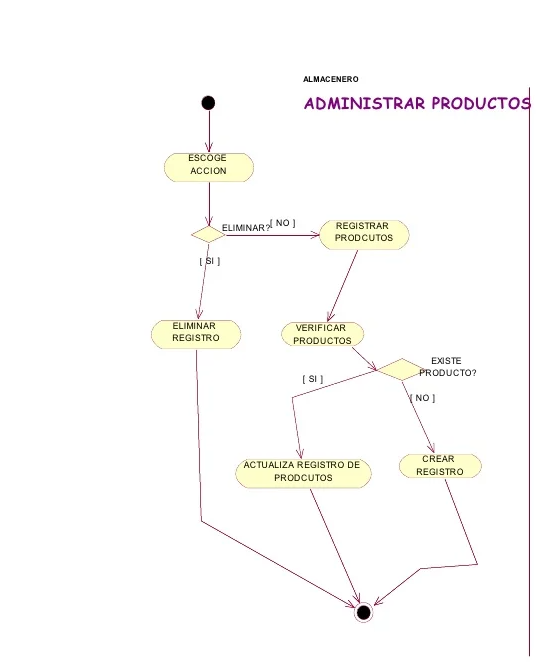 ALMACENERO
ADMINISTRAR PRODUCTOS
ESCOGE
ACCION
ELIMINAR?
[ NO ]
REGISTRAR
PRODCUTOS
[ SI ]
ELIMINAR
REGISTRO
VERIFICAR
PRODUCTOS
EXISTE
PRODUCTO?
[ SI ]
[ NO ]
ACTUALIZA REGISTRO DE
PRODCUTOS
CREAR
REGISTRO